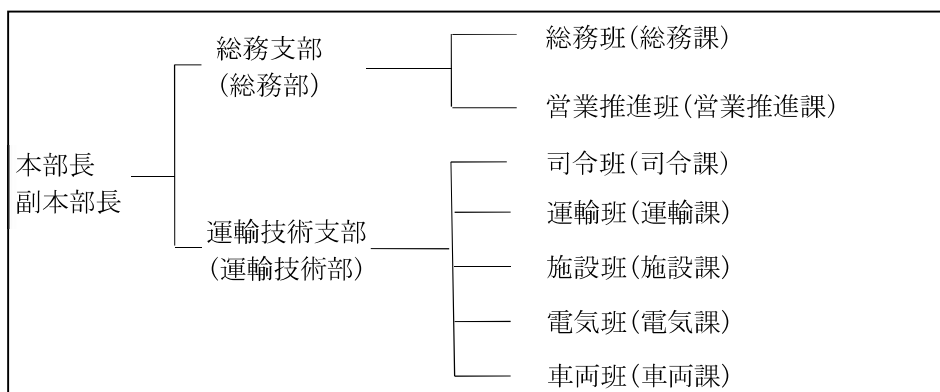 本部長
副本部長
総務支部
(総務部)
総務班(総務課)
営業推進班(営業推進課)
運輸技術支部
(運輸技術部)
司令班(司令課)
運輸班(運輸課)
施設班(施設課)
電気班(電気課)
車両班(車両課)